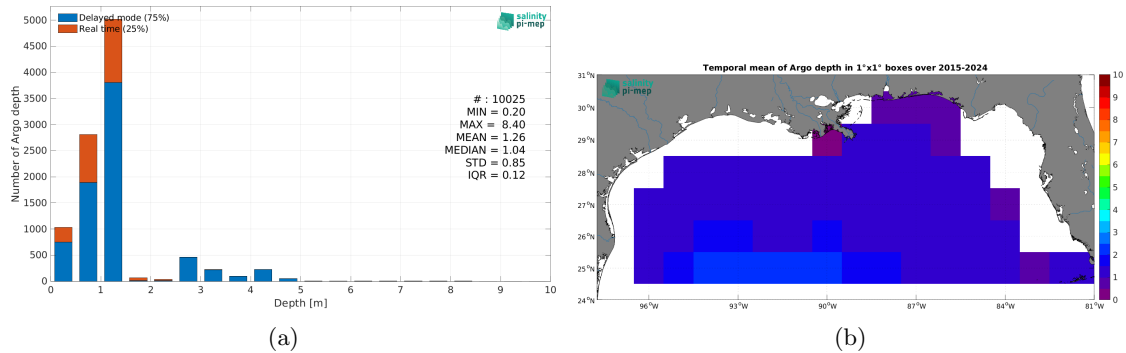 Delayed mode (75%)
Real time (25%)
salinity
pi-mep
5000
4500
4000
3500
3000
2500
2000
1500
1000
500
0
Number of Argo depth
# : 10025
MIN = 0.20
MAX = 8.40
MEAN = 1.26
MEDIAN = 1.04
STD = 0.85
IQR = 0.12
0 1 2 3 4 5 6 7 8 9 10
Depth [m]
(a)
Temporal mean of Argo depth in 1°x1° boxes over 2015-2024
salinity
pi-mep
31°N
30°N
29°N
28°N
27°N
26°N
25°N
24°N
96°W 93°W 90°W 87°W 84°W 81°W
10
9
8
7
6
5
4
3
2
1
0
(b)